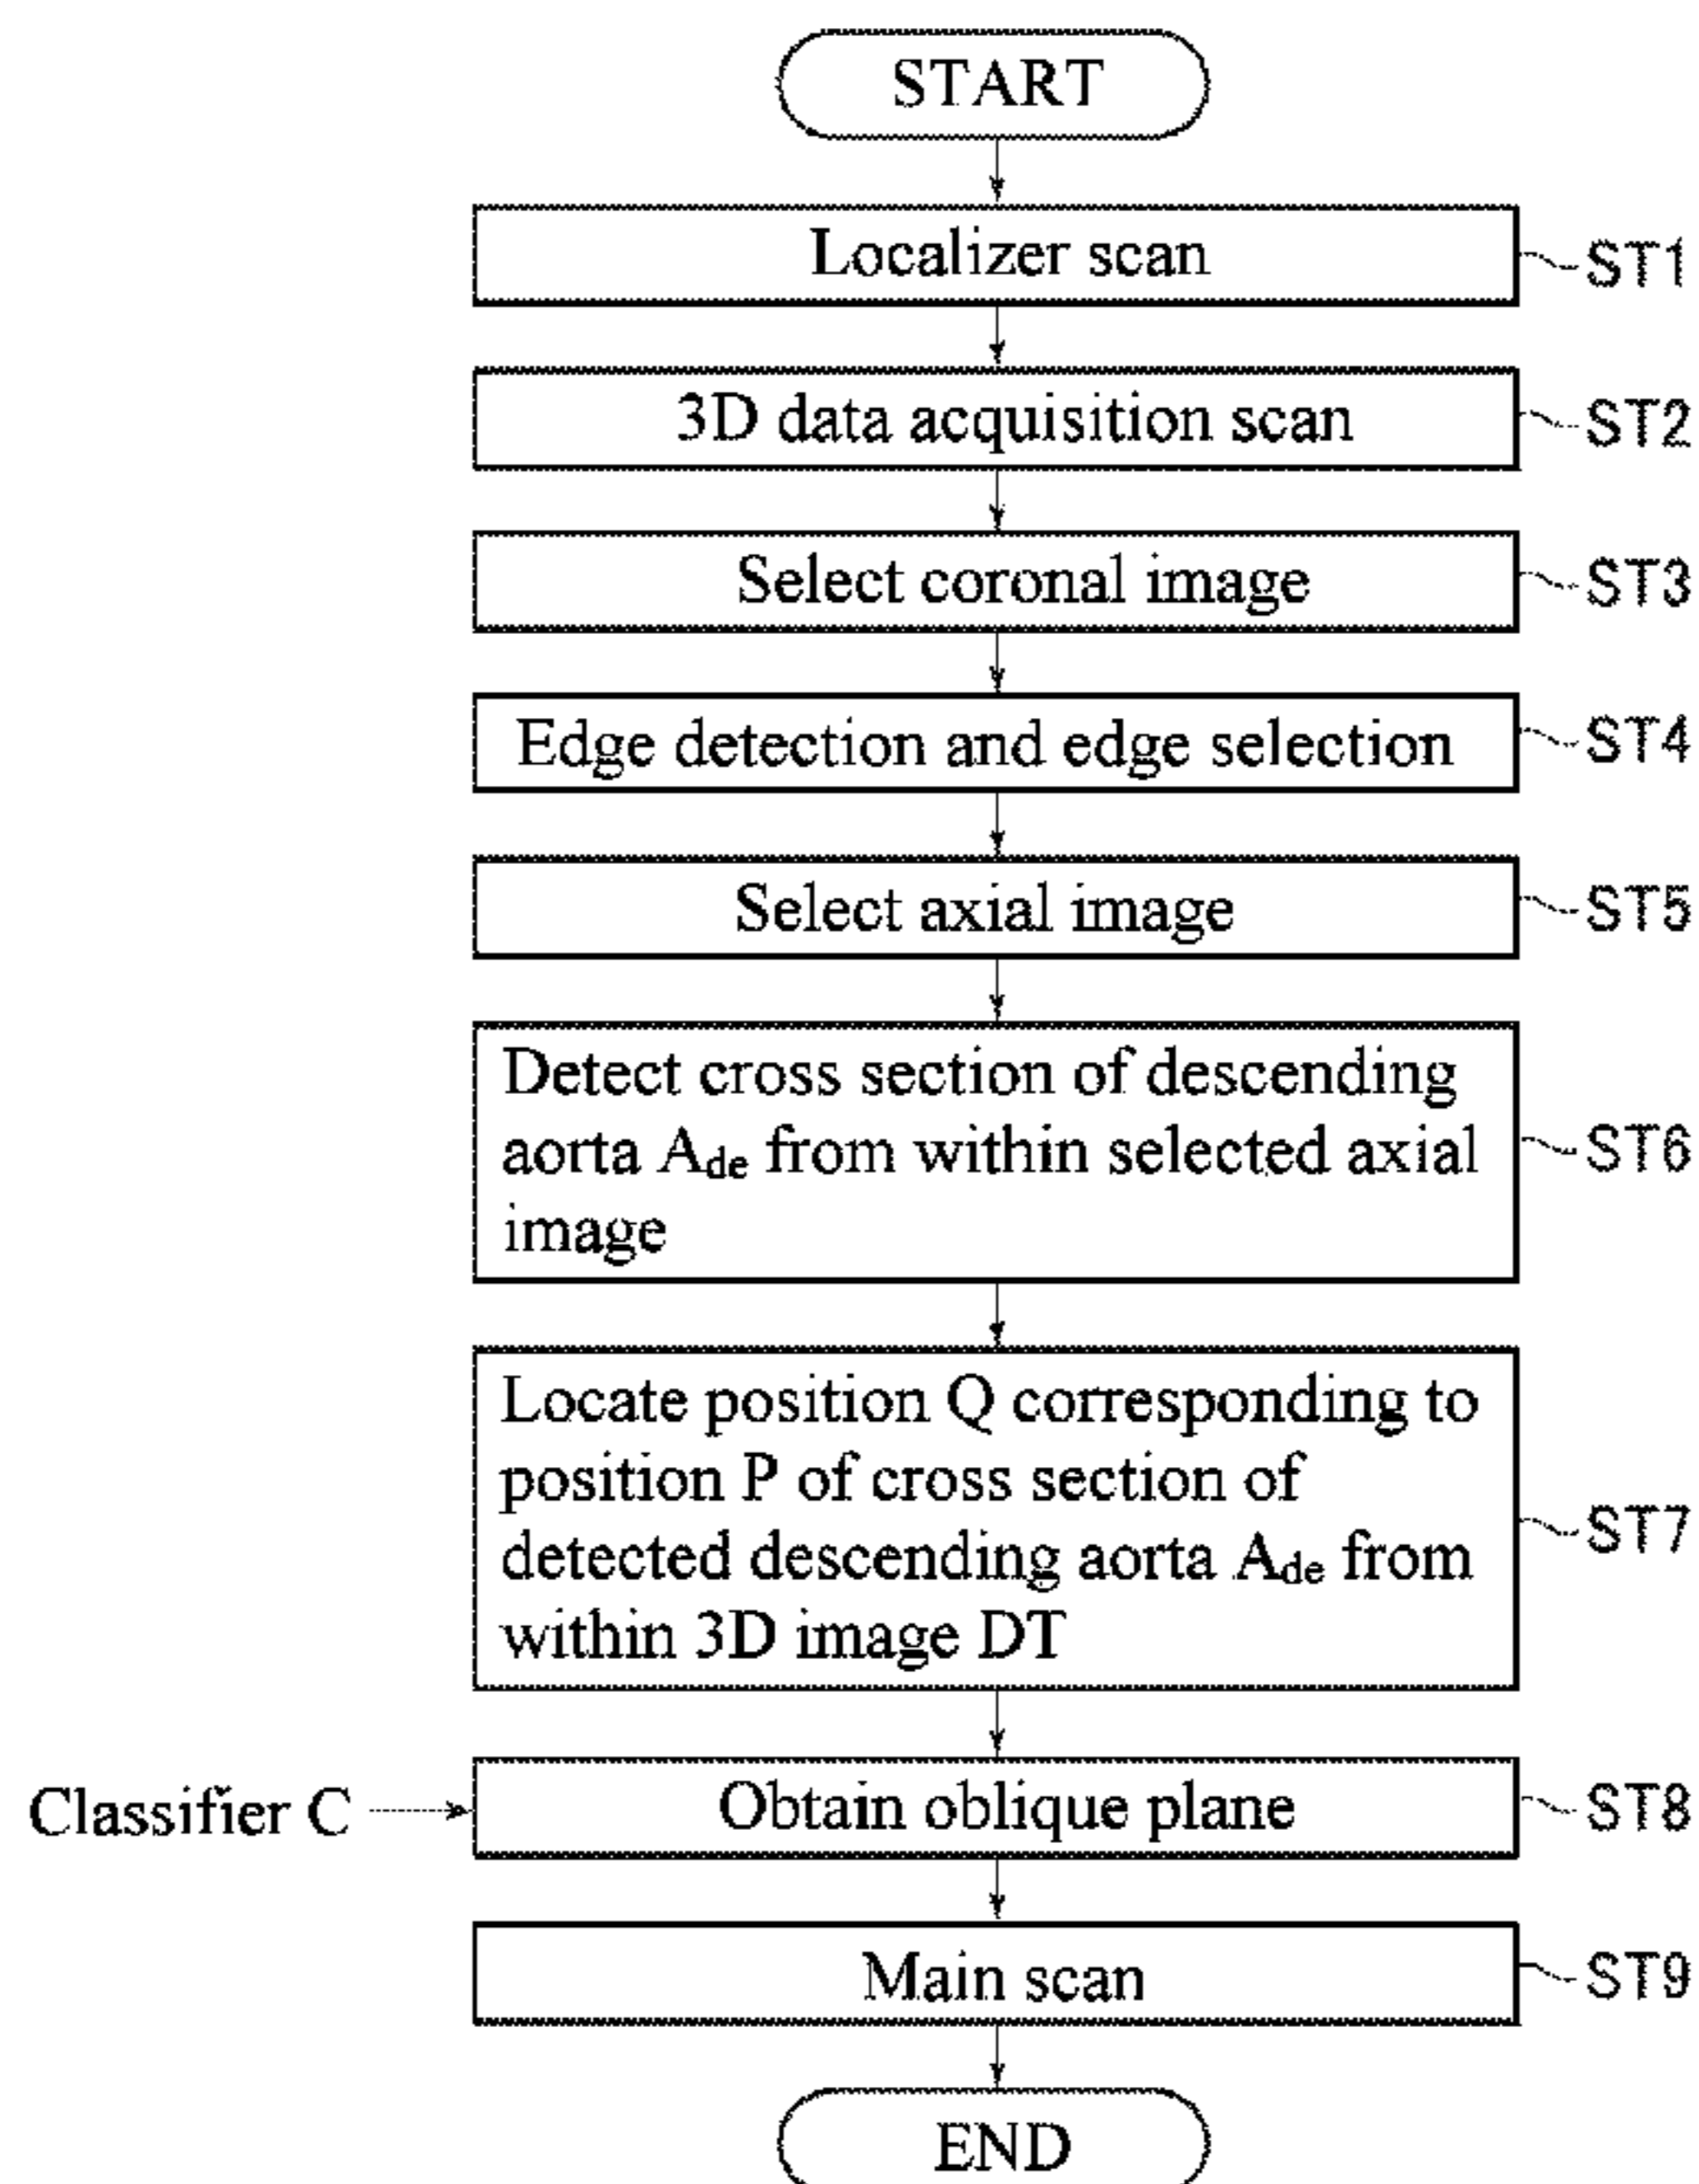 START
Localizer scan
ST1
3D data acquisition scan
ST2
Select coronal image
ST3
Edge detection and edge selection
ST4
Select axial image
ST5
Detect cross section of descending
aorta Ade from within selected axial
image
ST6
Locate position Q corresponding to
position P of cross section of
detected descending aorta Ade from
within 3D image DT
ST7
Classifier C
Obtain oblique plane
ST8
Main scan
ST9
END